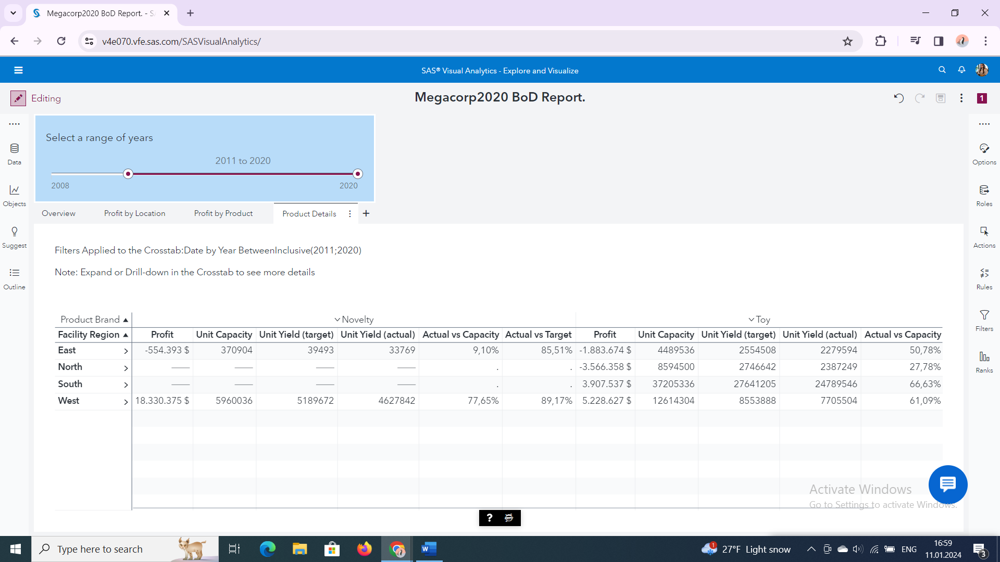 Megacorp2020 BoD Report. - S
v4e070.vfe.sas.com/SASVisualAnalytics/
SAS® Visual Analytics - Explore and Visualize
Editing
Megacorp2020 BoD Report.
1
Data
Objects
Suggest
Outline
Select a range of years
2011 to 2020
2008 2020
Overview Profit by Location Profit by Product Product Details
Filters Applied to the Crosstab:Date by Year BetweenInclusive(2011;2020)
Note: Expand or Drill-down in the Crosstab to see more details
Product Brand Novelty Toy
Facility Region Profit Unit Capacity Unit Yield (target) Unit Yield (actual) Actual vs Capacity Actual vs Target Profit Unit Capacity Unit Yield (target) Unit Yield (actual) Actual vs Capacity
East -554.393 $ 370904 39493 33769 9,10% 85,51% -1.883.674 $ 4489536 2554508 2279594 50,78%
North . . -3.566.358 $ 8594500 2746642 2387249 27,78%
South . . 3.907.537 $ 37205336 27641205 24789546 66,63%
West 18.330.375 $ 5960036 5189672 4627842 77,65% 89,17% 5.228.627 $ 12614304 8553888 7705504 61,09%
Options
Roles
Actions
Rules
Filters
Ranks
Activate Windows
Go to Settings to activate Windows.
?
Type here to search
1
27°F Light snow
ENG
16:59
11.01.2024
3